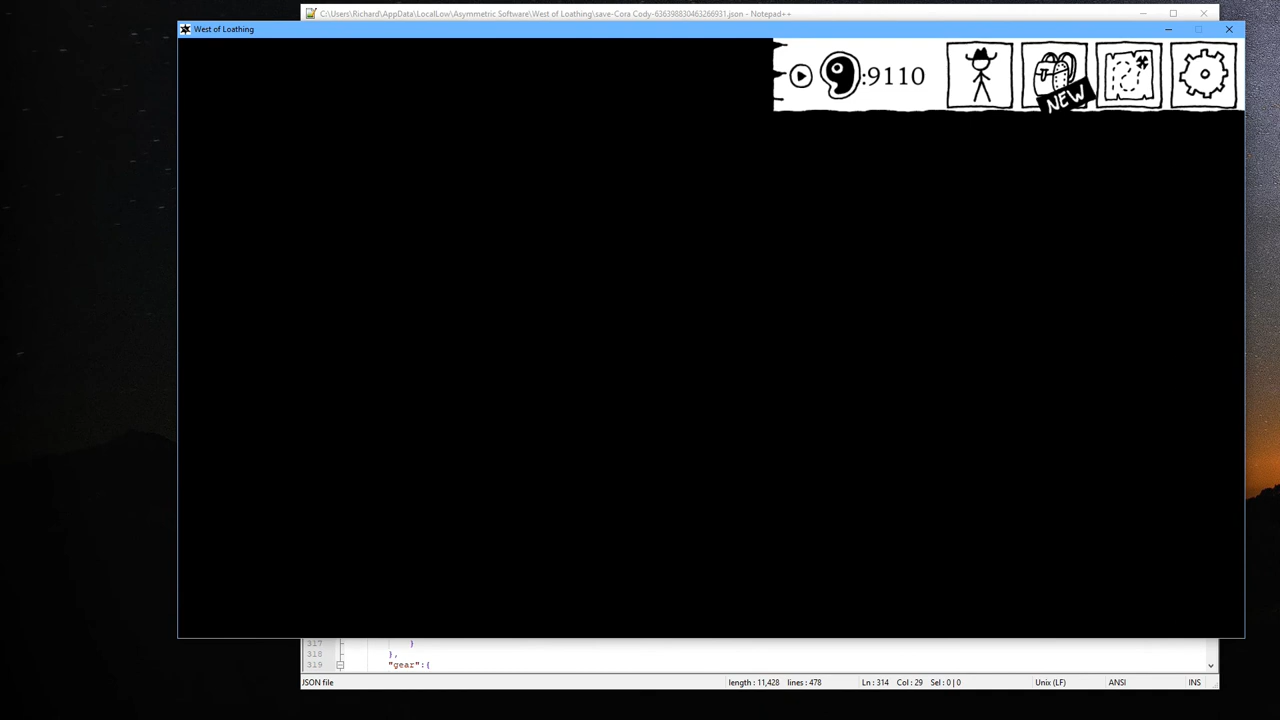 C:\Users\Richard\AppData\LocalLow\Asymmetric Software\West of Loathing\save-Cora Cody-636398830463266931.json - Notepad++
West of Loathing
:9110
NEW
317 }
318 },
319 "gear":{
JSON file length : 11,428 lines : 478 Ln : 314 Col : 29 Sel : 0 | 0 Unix (LF) ANSI INS